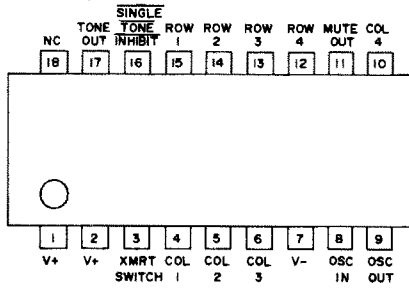 SINGLE
TONE TONE ROW ROW ROW ROW MUTE COL
NC OUT INHIBIT 1 2 3 4 OUT 4
18 17 16 15 14 13 12 11 10
1 2 3 4 5 6 7 8 9
V+ V+ XMRT COL COL COL V- OSC OSC
SWITCH 1 2 3 IN OUT